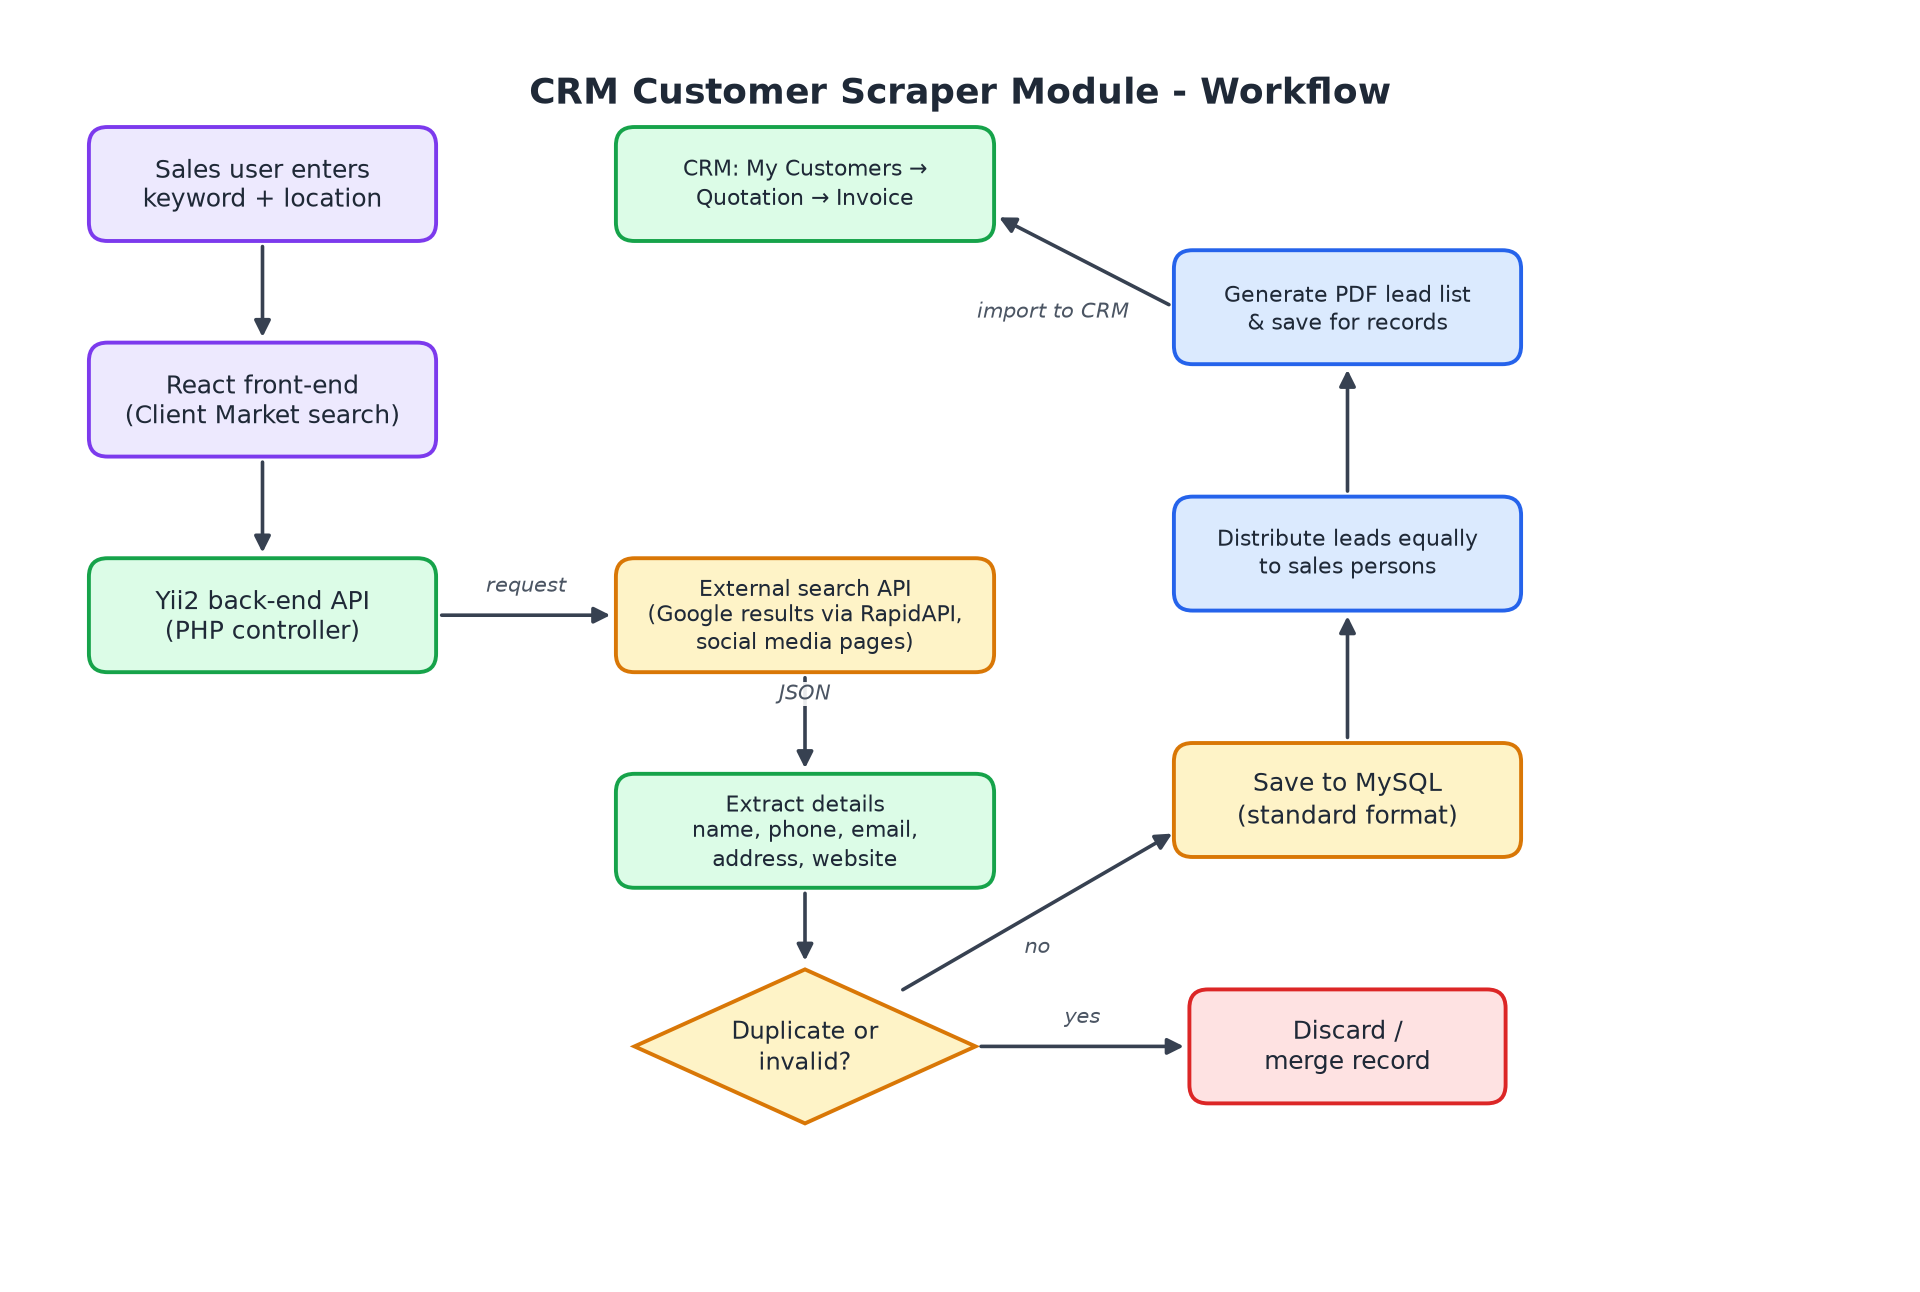 CRM Customer Scraper Module - Workflow
Sales user enters
keyword + location
React front-end
(Client Market search)
Yii2 back-end API
(PHP controller)
request
External search API
(Google results via RapidAPI,
social media pages)
JSON
Extract details
name, phone, email,
address, website
Duplicate or
invalid?
yes
Discard /
merge record
no
Save to MySQL
(standard format)
Distribute leads equally
to sales persons
Generate PDF lead list
& save for records
import to CRM
CRM: My Customers →
Quotation → Invoice